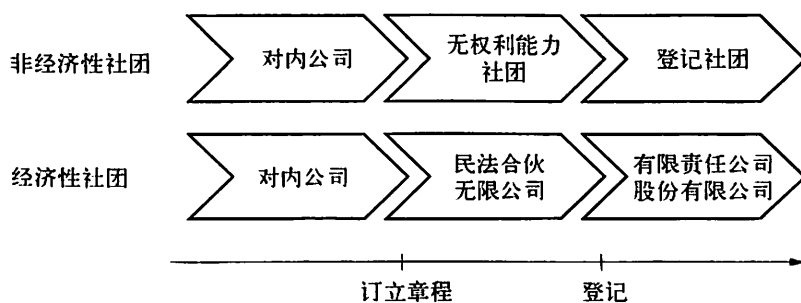 非经济性社团
对内公司
无权利能力
社团
登记社团
经济性社团
对内公司
民法合伙
无限公司
有限责任公司
股份有限公司
订立章程
登记